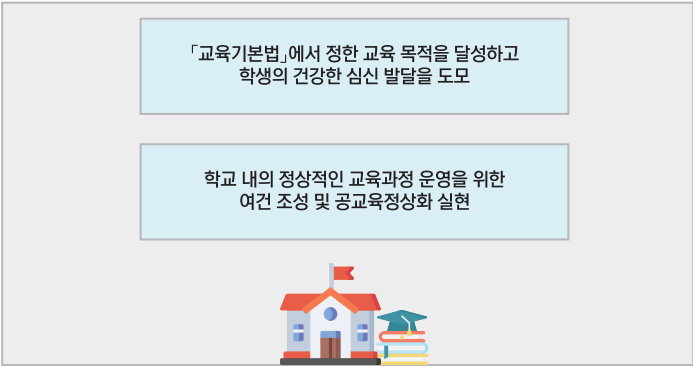 「교육기본법」에서 정한 교육 목적을 달성하고
학생의 건강한 심신 발달을 도모
학교 내의 정상적인 교육과정 운영을 위한
여건 조성 및 공교육정상화 실현